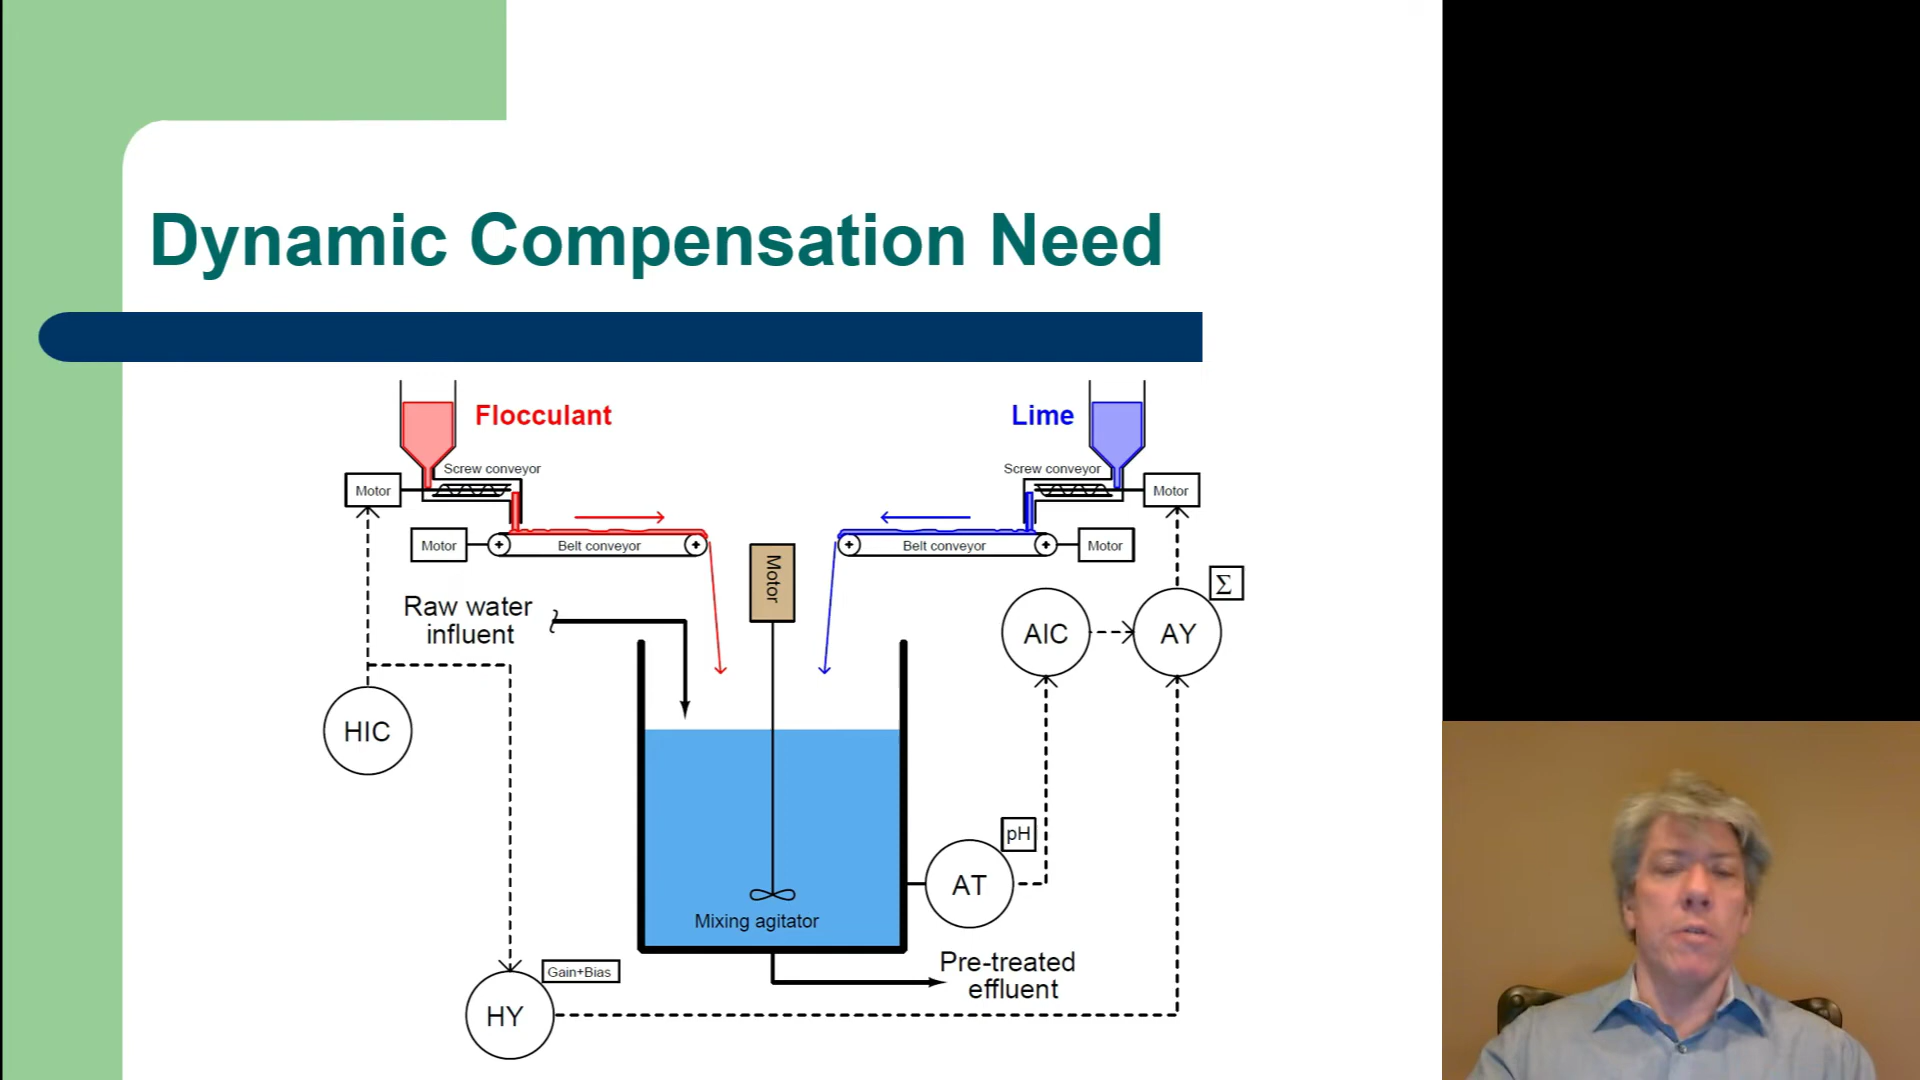 Dynamic Compensation Need
Flocculant
Lime
Screw conveyor
Screw conveyor
Motor
Motor
Motor
Belt conveyor
Belt conveyor
Motor
Motor
Σ
Raw water
influent
AIC
AY
HIC
pH
AT
Mixing agitator
Pre-treated
effluent
Gain+Bias
HY